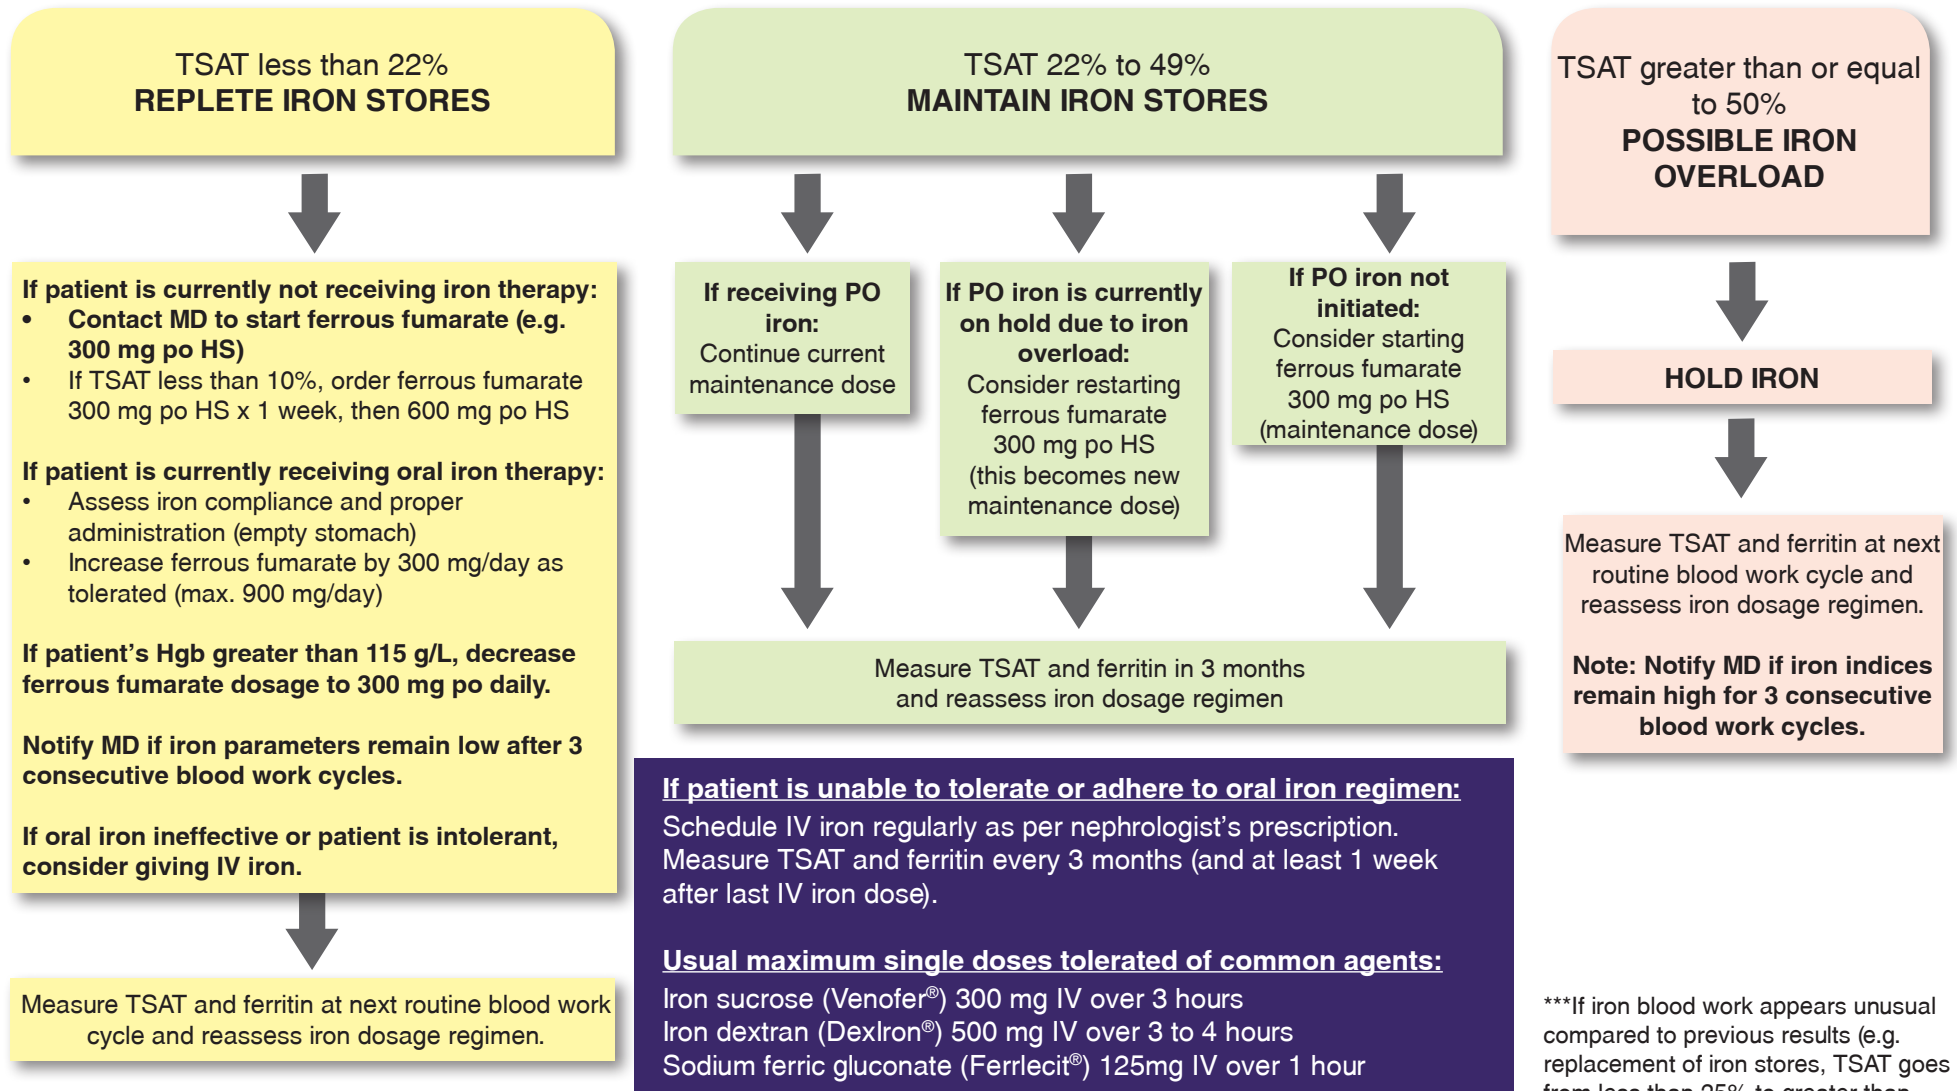 TSAT less than 22%
REPLETE IRON STORES
If patient is currently not receiving iron therapy:
• Contact MD to start ferrous fumarate (e.g.
300 mg po HS)
• If TSAT less than 10%, order ferrous fumarate
300 mg po HS x 1 week, then 600 mg po HS
If patient is currently receiving oral iron therapy:
• Assess iron compliance and proper
administration (empty stomach)
• Increase ferrous fumarate by 300 mg/day as
tolerated (max. 900 mg/day)
If patient’s Hgb greater than 115 g/L, decrease
ferrous fumarate dosage to 300 mg po daily.
Notify MD if iron parameters remain low after 3
consecutive blood work cycles.
If oral iron ineffective or patient is intolerant,
consider giving IV iron.
Measure TSAT and ferritin at next routine blood work
cycle and reassess iron dosage regimen.
TSAT 22% to 49%
MAINTAIN IRON STORES
If receiving PO
iron:
Continue current
maintenance dose
If PO iron is currently
on hold due to iron
overload:
Consider restarting
ferrous fumarate
300 mg po HS
(this becomes new
maintenance dose)
If PO iron not
initiated:
Consider starting
ferrous fumarate
300 mg po HS
(maintenance dose)
Measure TSAT and ferritin in 3 months
and reassess iron dosage regimen
If patient is unable to tolerate or adhere to oral iron regimen:
Schedule IV iron regularly as per nephrologist’s prescription.
Measure TSAT and ferritin every 3 months (and at least 1 week
after last IV iron dose).
Usual maximum single doses tolerated of common agents:
Iron sucrose (Venofer®) 300 mg IV over 3 hours
Iron dextran (DexIron®) 500 mg IV over 3 to 4 hours
Sodium ferric gluconate (Ferrlecit®) 125mg IV over 1 hour
TSAT greater than or equal
to 50%
POSSIBLE IRON
OVERLOAD
HOLD IRON
Measure TSAT and ferritin at next
routine blood work cycle and
reassess iron dosage regimen.
Note: Notify MD if iron indices
remain high for 3 consecutive
blood work cycles.
***If iron blood work appears unusual
compared to previous results (e.g.
replacement of iron stores, TSAT goes
from less than 25% to greater than